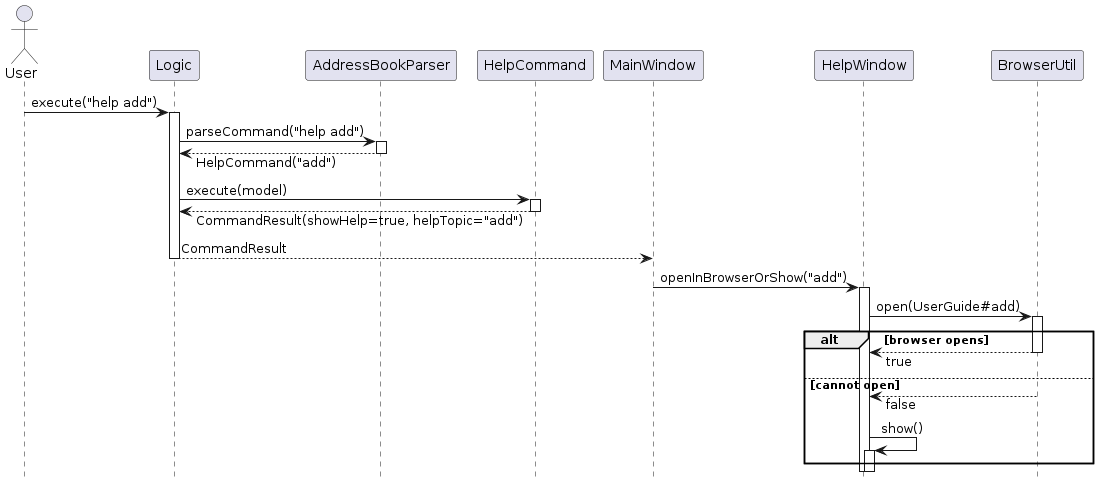 User
Logic
AddressBookParser
HelpCommand
MainWindow
HelpWindow
BrowserUtil
execute("help add")
parseCommand("help add")
HelpCommand("add")
execute(model)
CommandResult(showHelp=true, helpTopic="add")
CommandResult
openInBrowserOrShow("add")
open(UserGuide#add)
alt
[browser opens]
true
[cannot open]
false
show()